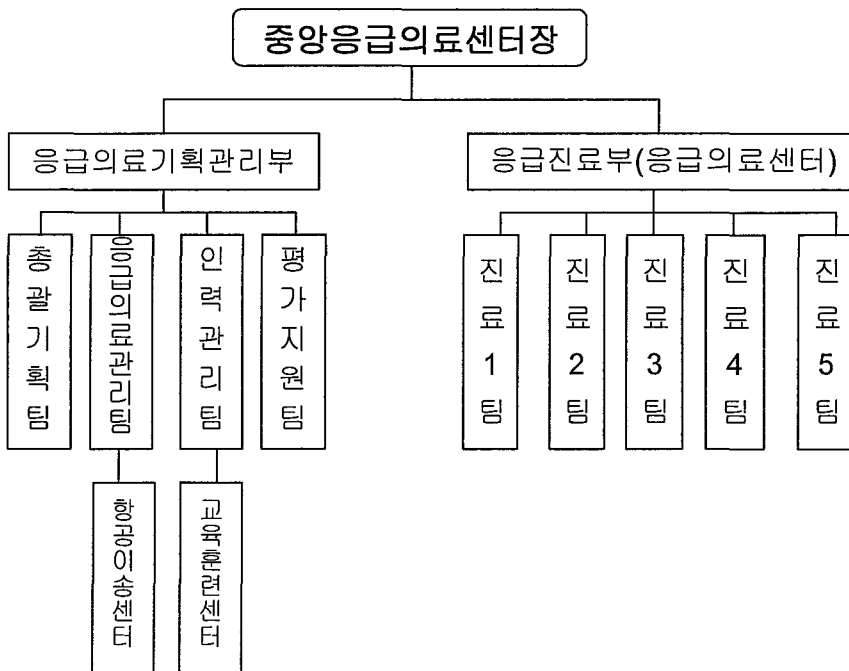 중앙응급의료센터장
응급의료기획관리부
응급진료부(응급의료센터)
총괄기획팀
응급의료관리팀
인력관리팀
평가지원팀
진료1팀
진료2팀
진료3팀
진료4팀
진료5팀
항공이송센터
교육훈련센터